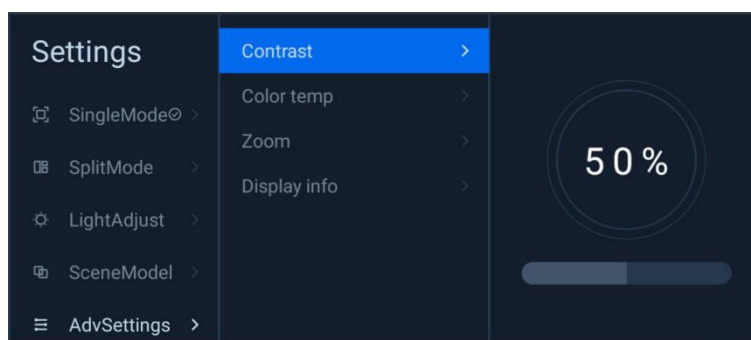 Settings
SingleMode
SplitMode
LightAdjust
SceneModel
AdvSettings
Contrast
Color temp
Zoom
Display info
50%